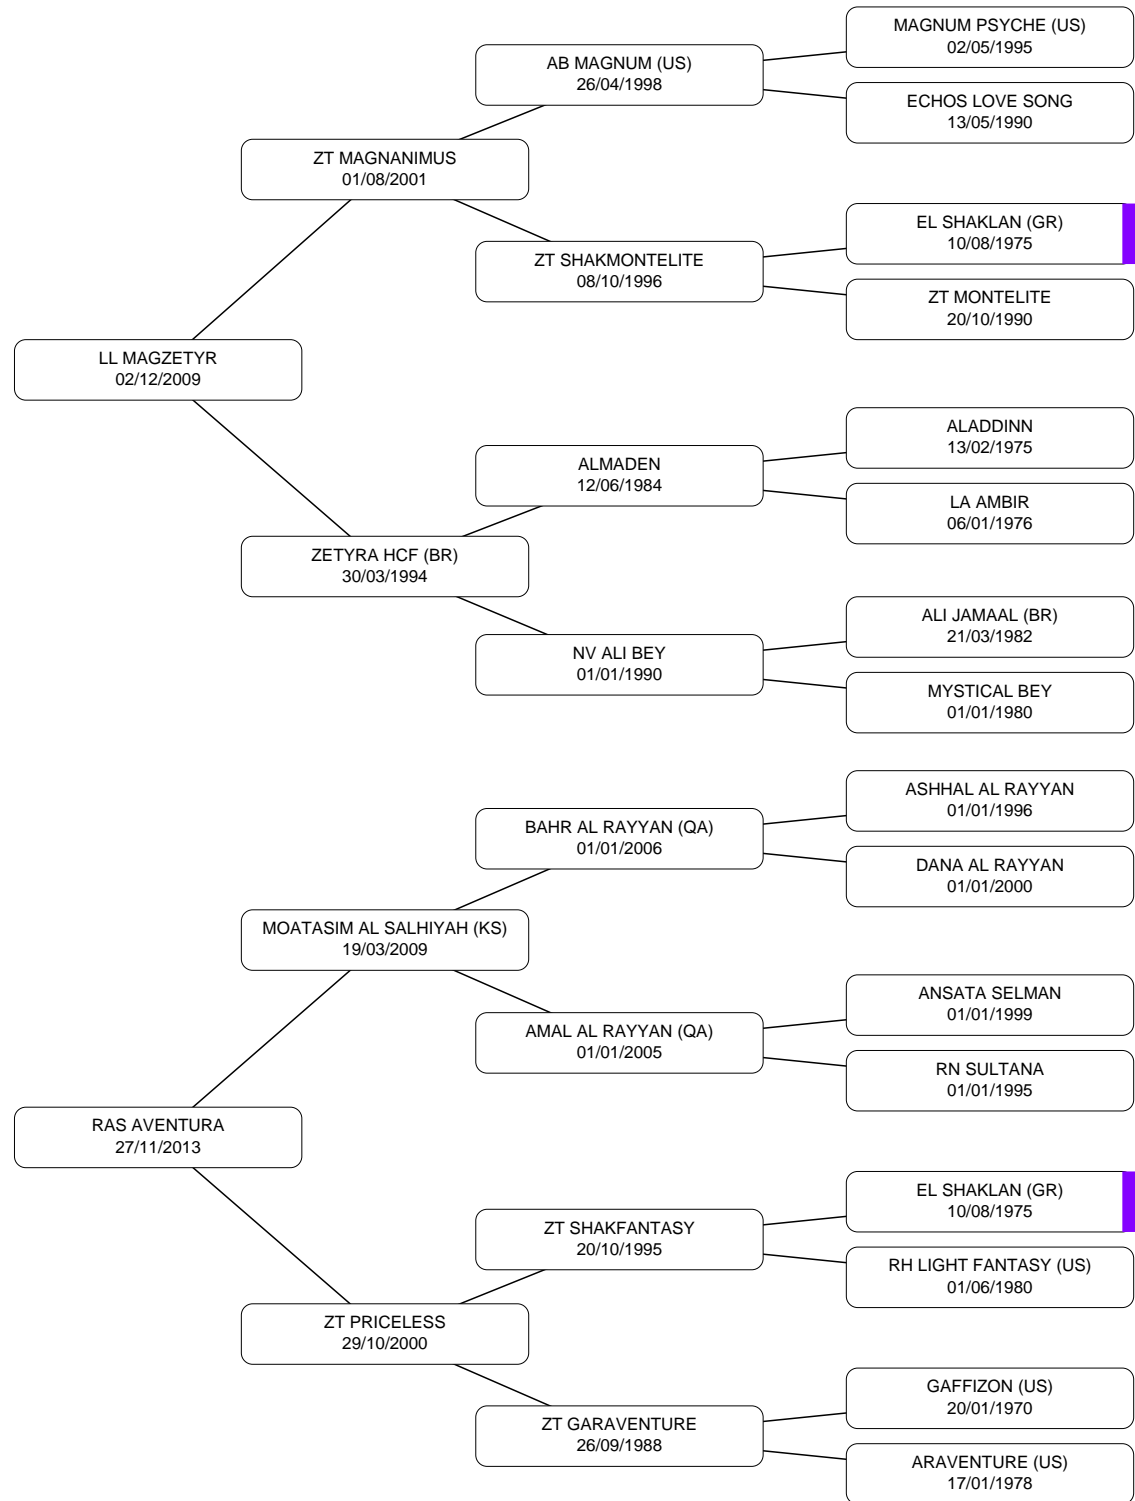 MAGNUM PSYCHE (US)
02/05/1995
AB MAGNUM (US)
26/04/1998
ECHOS LOVE SONG
13/05/1990
ZT MAGNANIMUS
01/08/2001
EL SHAKLAN (GR)
10/08/1975
ZT SHAKMONTELITE
08/10/1996
ZT MONTELITE
20/10/1990
LL MAGZETYR
02/12/2009
ALADDINN
13/02/1975
ALMADEN
12/06/1984
LA AMBIR
06/01/1976
ZETYRA HCF (BR)
30/03/1994
ALI JAMAAL (BR)
21/03/1982
NV ALI BEY
01/01/1990
MYSTICAL BEY
01/01/1980
ASHHAL AL RAYYAN
01/01/1996
BAHR AL RAYYAN (QA)
01/01/2006
DANA AL RAYYAN
01/01/2000
MOATASIM AL SALHIYAH (KS)
19/03/2009
ANSATA SELMAN
01/01/1999
AMAL AL RAYYAN (QA)
01/01/2005
RN SULTANA
01/01/1995
RAS AVENTURA
27/11/2013
EL SHAKLAN (GR)
10/08/1975
ZT SHAKFANTASY
20/10/1995
RH LIGHT FANTASY (US)
01/06/1980
ZT PRICELESS
29/10/2000
GAFFIZON (US)
20/01/1970
ZT GARAVENTURE
26/09/1988
ARAVENTURE (US)
17/01/1978